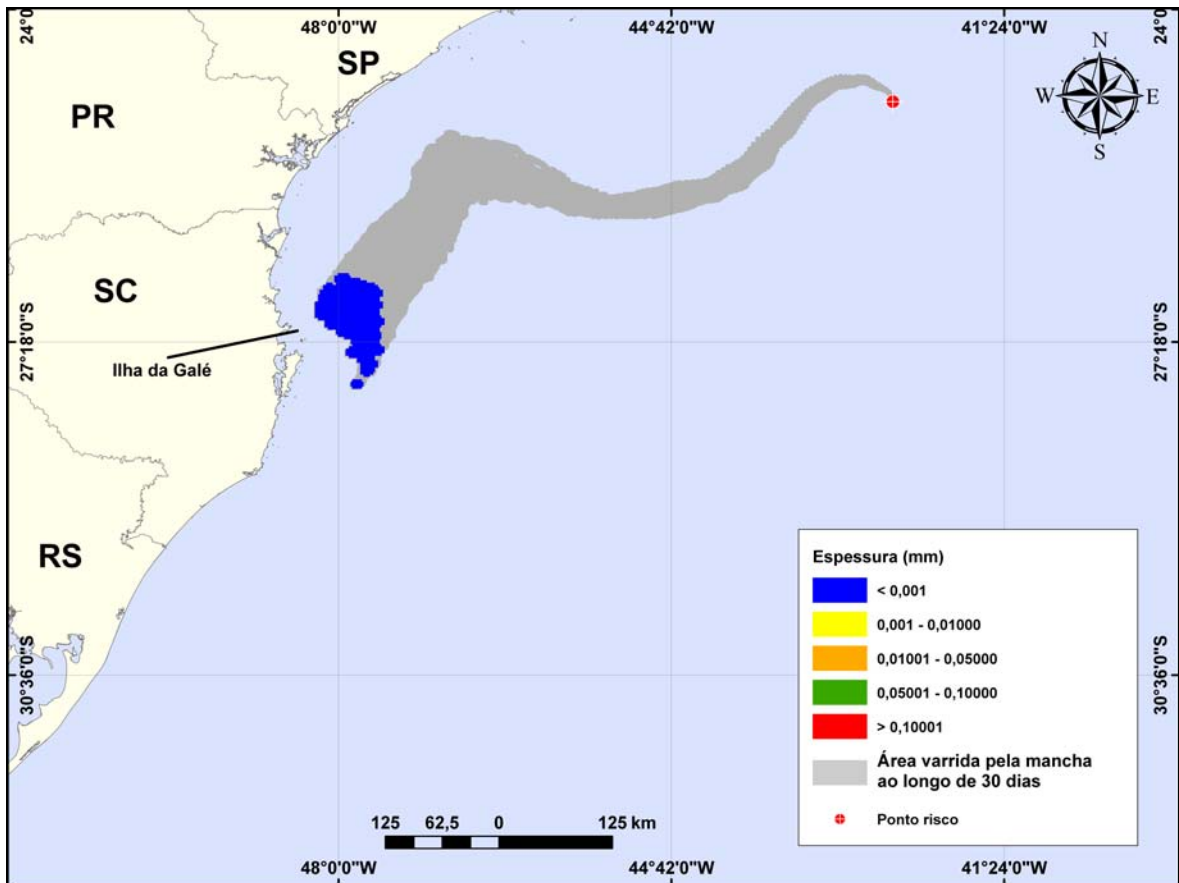 48°0'0"W
44°42'0"W
41°24'0"W
24°0
24°0
SP
N
W
E
S
PR
SC
27°18'0"S
27°18'0"S
Ilha da Galé
RS
30°36'0"S
30°36'0"S
Espessura (mm)
< 0,001
0,001 - 0,01000
0,01001 - 0,05000
0,05001 - 0,10000
> 0,10001
Área varrida pela mancha
ao longo de 30 dias
Ponto risco
125 62,5 0 125 km
48°0'0"W
44°42'0"W
41°24'0"W